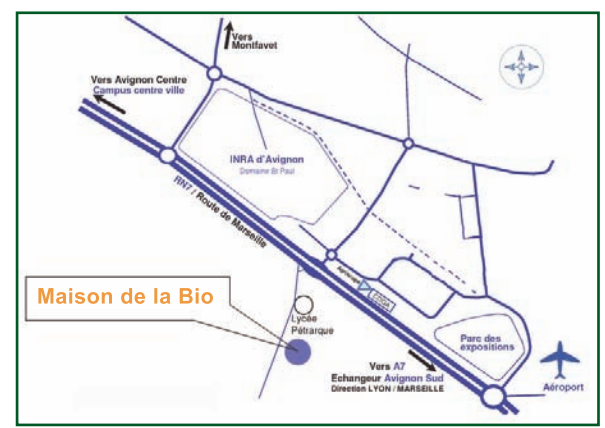 Vers
Montfavet
Vers Avignon Centre
Campus centre ville
INRA d'Avignon
Domaine St Paul
RN7 / Route de Marseille
Maison de la Bio
Lycée
Pétrarque
Parc des
expositions
Vers A7
Echangeur Avignon Sud
Direction LYON / MARSEILLE
Aéroport